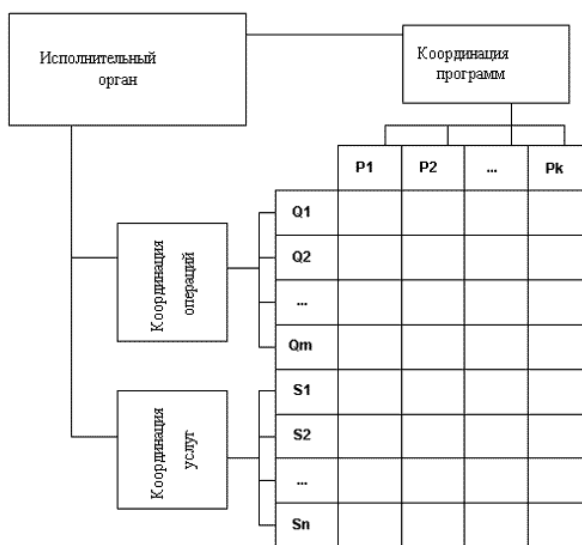 Исполнительный
орган
Координация
программ
P1 P2 ... Pk
Координация
операций
Q1
Q2
...
Qm
Координация
услуг
S1
S2
...
Sn